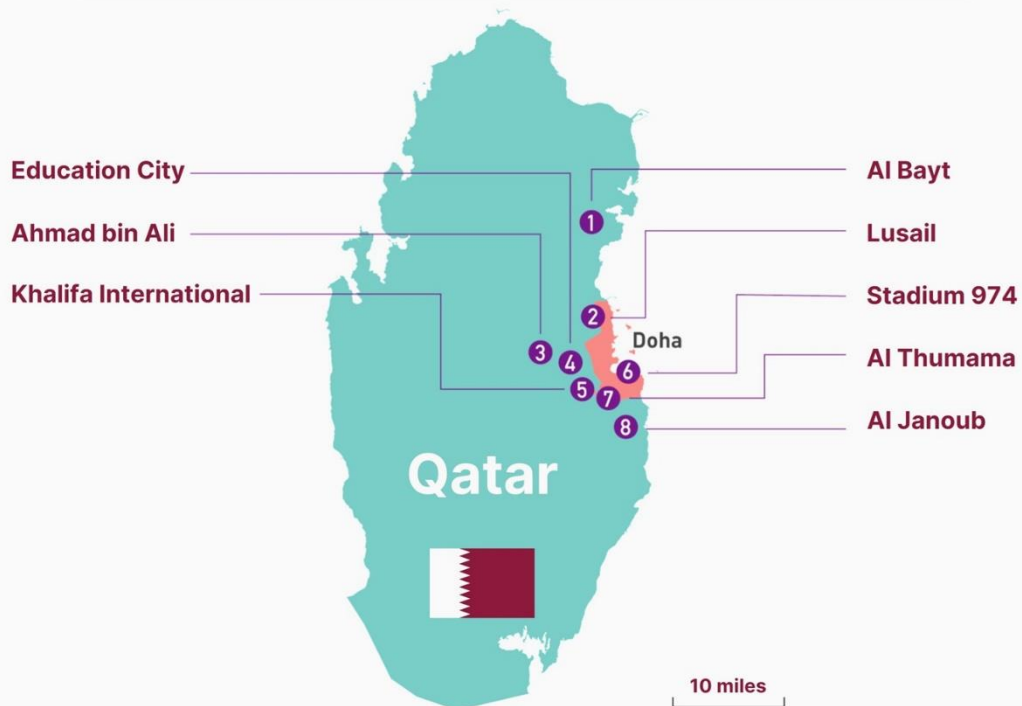 Education City
Al Bayt
1
Ahmad bin Ali
Lusail
Khalifa International
Stadium 974
2
Doha
3
4
Al Thumama
6
5
7
Al Janoub
8
Qatar
10 miles